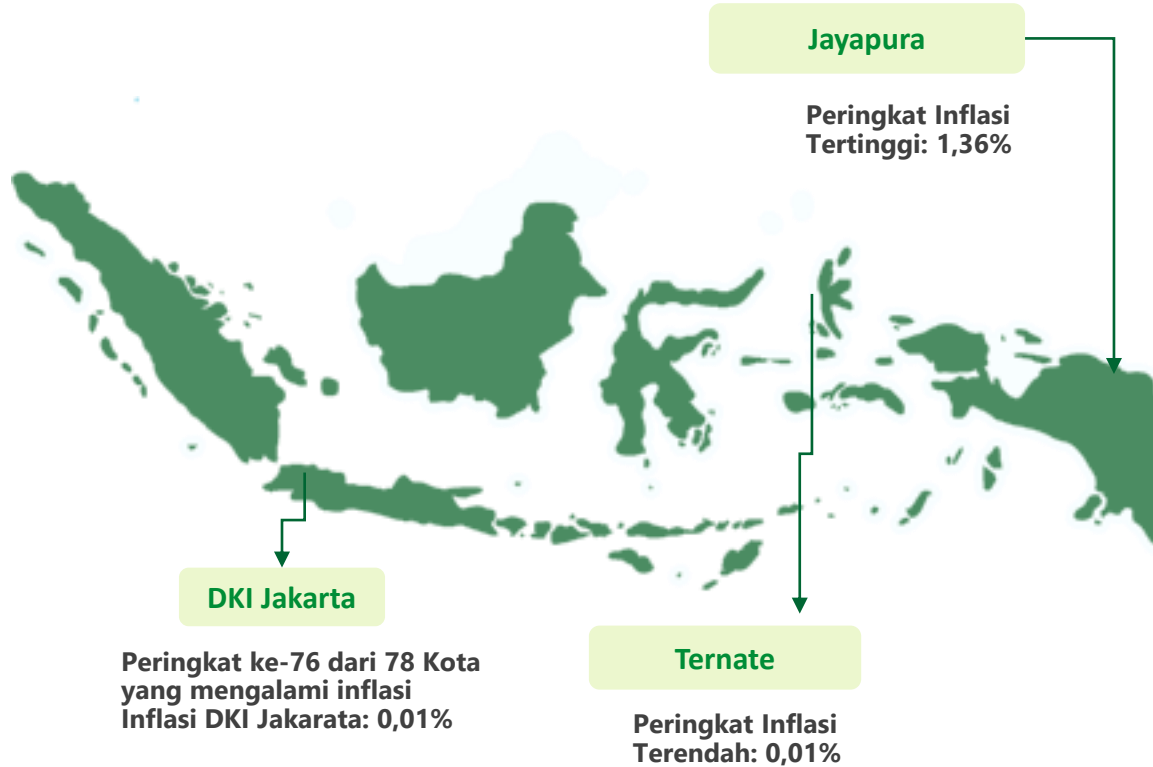 Jayapura
Peringkat Inflasi
Tertinggi: 1,36%
DKI Jakarta
Peringkat ke-76 dari 78 Kota
yang mengalami inflasi
Inflasi DKI Jakarata: 0,01%
Ternate
Peringkat Inflasi
Terendah: 0,01%